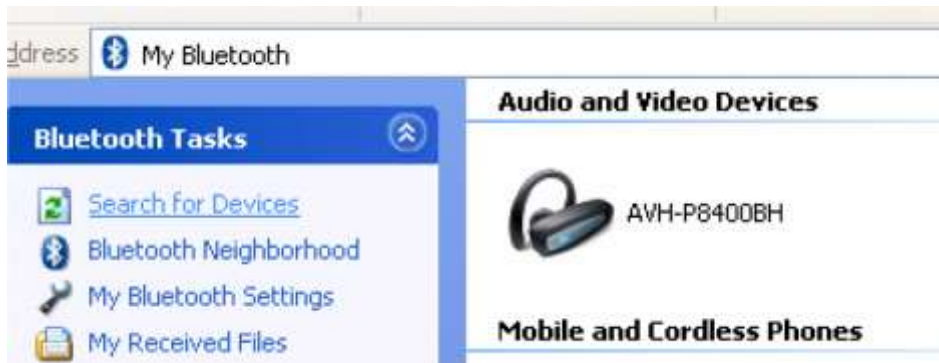 ddress My Bluetooth
Bluetooth Tasks
Search for Devices
Bluetooth Neighborhood
My Bluetooth Settings
My Received Files
Audio and Video Devices
AVH-P8400BH
Mobile and Cordless Phones